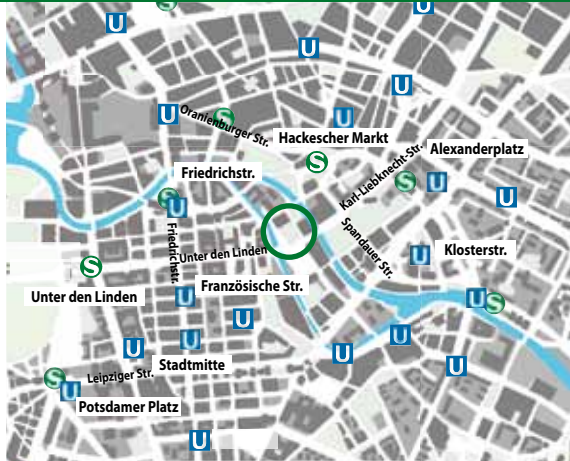 U
S
U
U
U
U
S
Oranienburger Str.
U
Hackescher Markt
S
Karl-Liebknecht-Str.
Alexanderplatz
S
U
U
Friedrichstr.
S
U
Friedrichstr.
Unter den Linden
Spandauer Str.
U
Klosterstr.
S
Unter den Linden
U
Französische Str.
U
U
S
U
U
U
U
Stadtmitte
U
Leipziger Str.
S
U
Potsdamer Platz
U